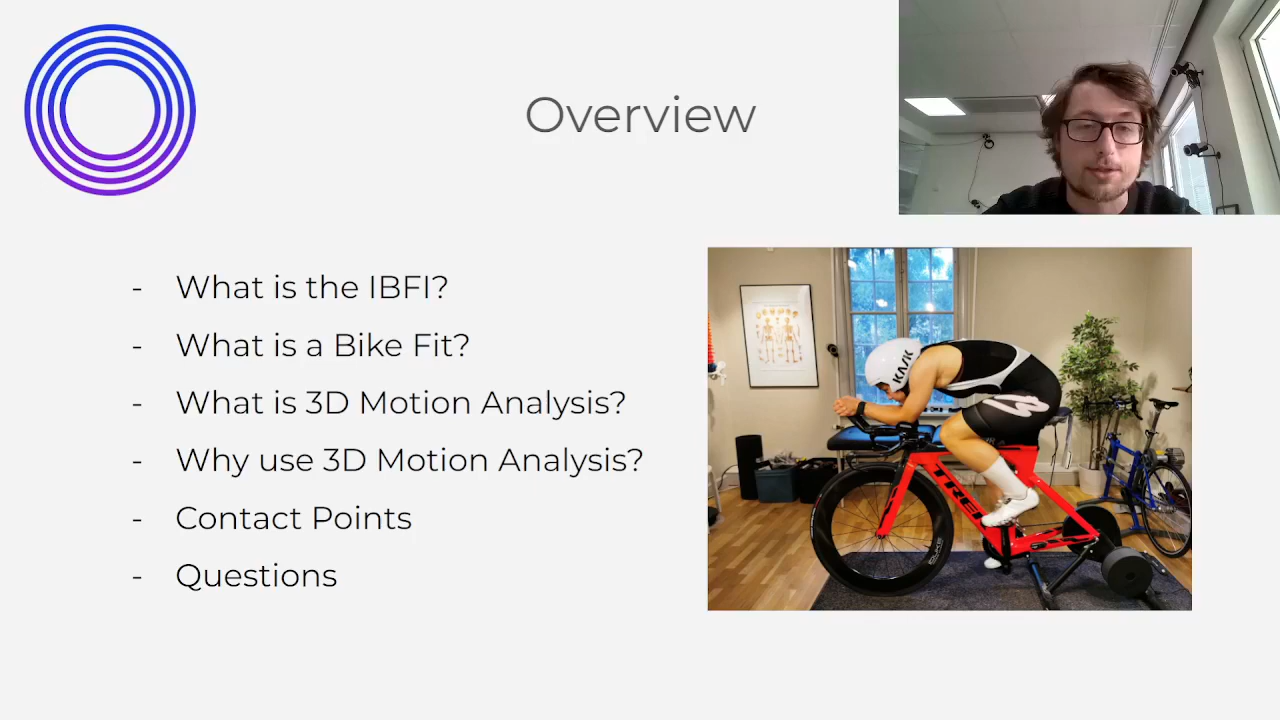 Overview
- What is the IBFI?
- What is a Bike Fit?
- What is 3D Motion Analysis?
- Why use 3D Motion Analysis?
- Contact Points
- Questions
KASK
TREK